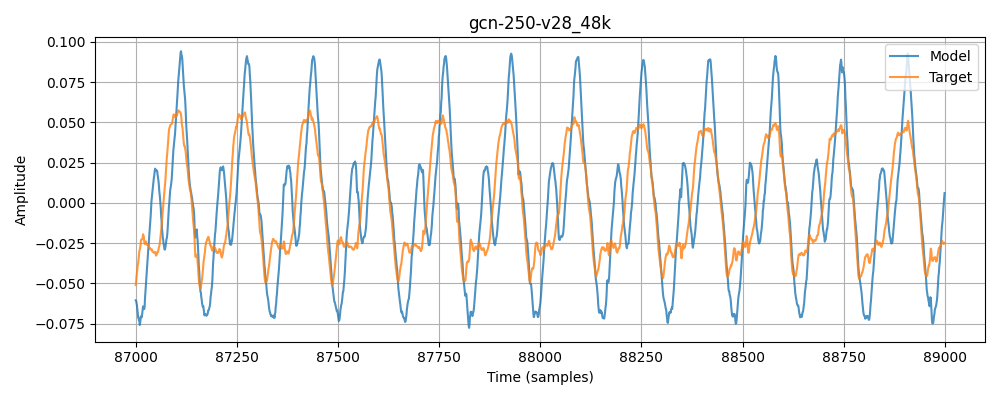 gcn-250-v28_48k
Amplitude
0.100
0.075
0.050
0.025
0.000
−0.025
−0.050
−0.075
Model
Target
87000 87250 87500 87750 88000 88250 88500 88750 89000
Time (samples)